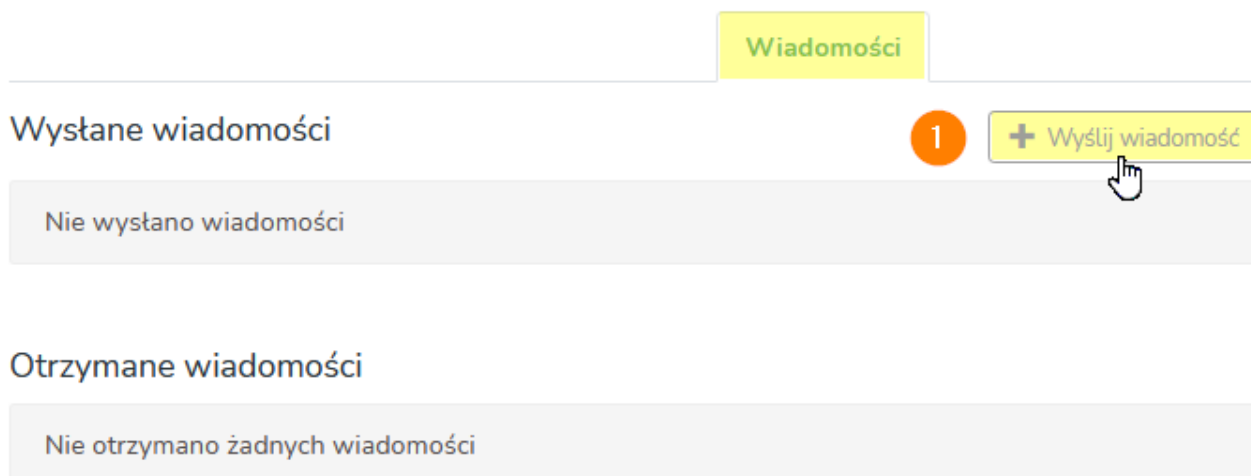 Wiadomości
Wysłane wiadomości
1
Wyślij wiadomość
Nie wysłano wiadomości
Otrzymane wiadomości
Nie otrzymano żadnych wiadomości